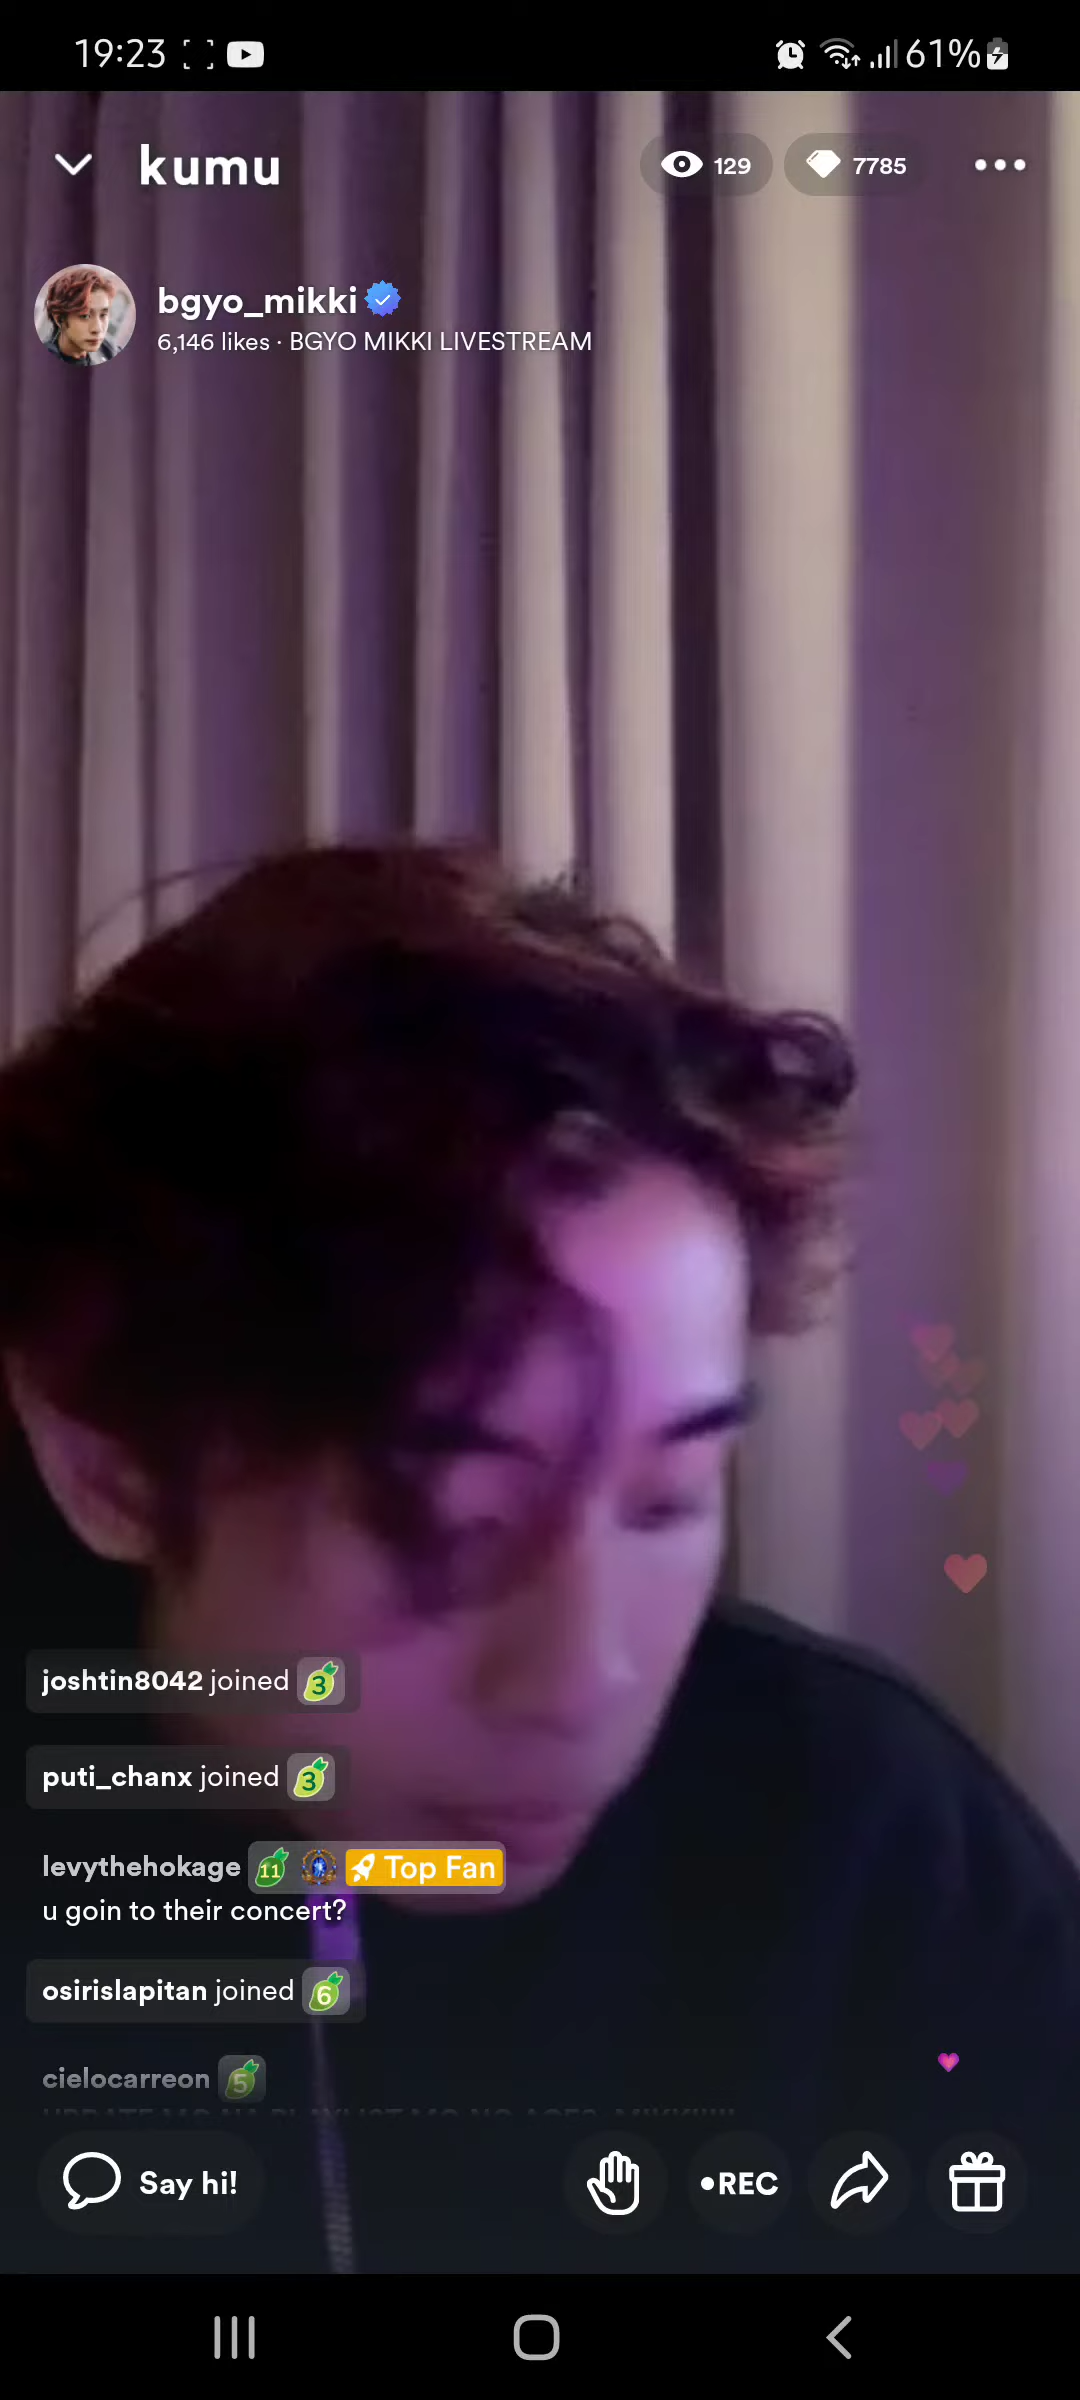 19:23
61%
kumu
129
7785
bgyo_mikki
6,146 likes · BGYO MIKKI LIVESTREAM
joshtin8042 joined 3
puti_chanx joined 3
levythehokage 11 Top Fan
u goin to their concert?
osirislapitan joined 6
cielocarreon 5
Say hi!
•REC